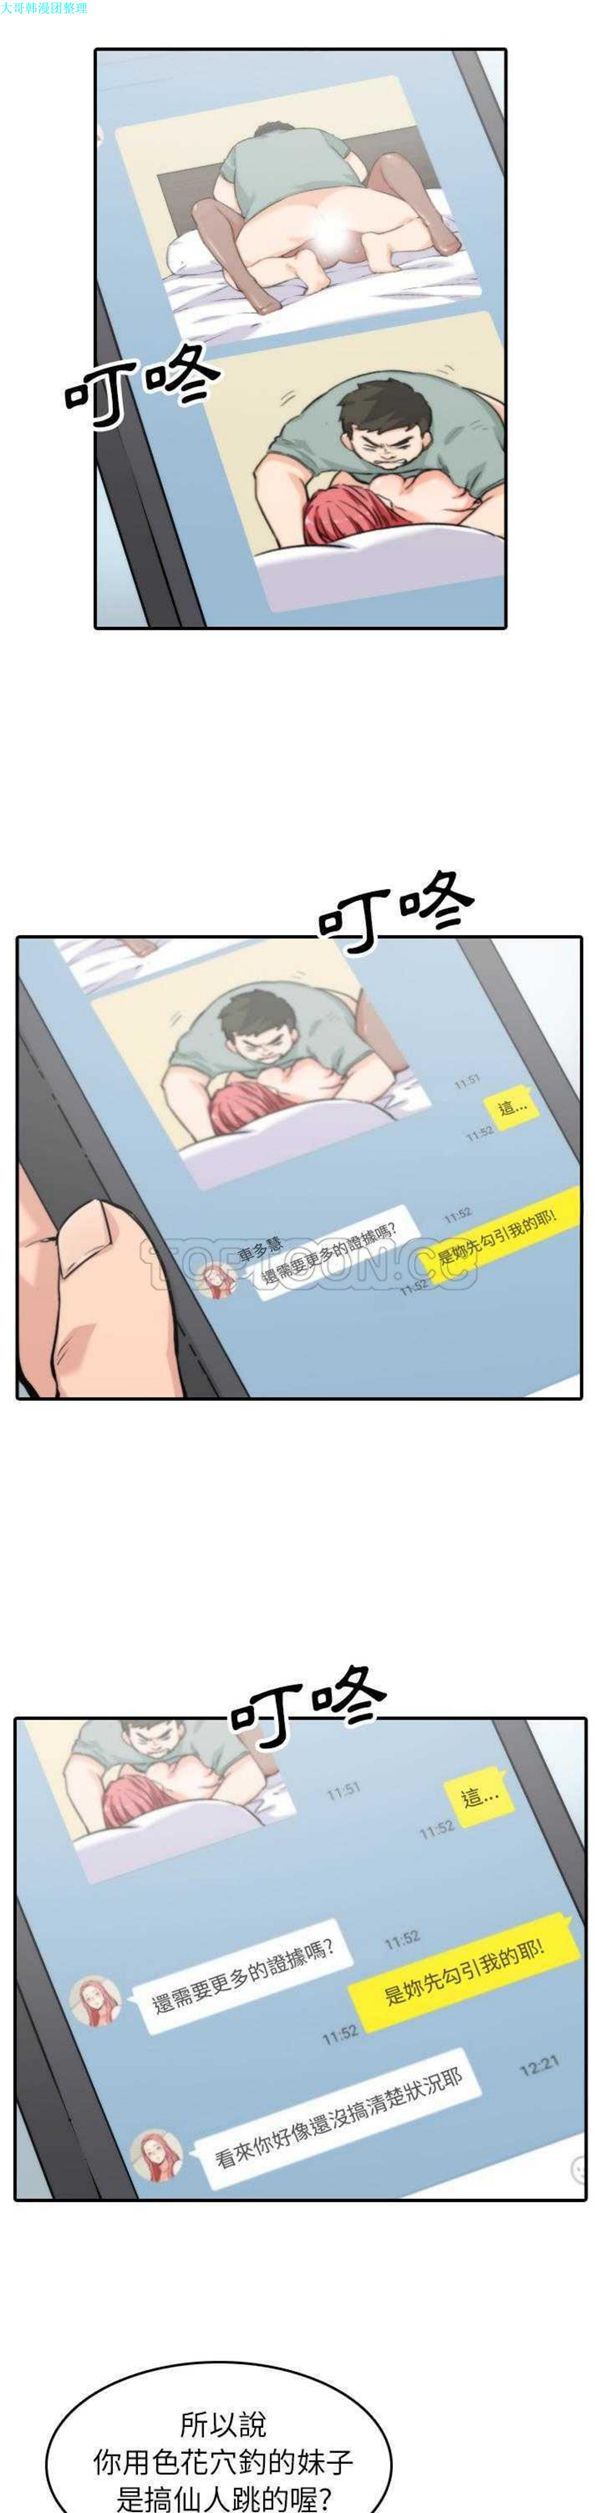 大哥韩漫团整理
叮咚
叮咚
11:51
這...
11:52
11:52
車多慧
還需要更多的證據嗎?
是妳先勾引我的耶!
11:52
TOPTOON.CC
叮咚
11:51
這...
11:52
11:52
還需要更多的證據嗎?
是妳先勾引我的耶!
11:52
12:21
看來你好像還沒搞清楚狀況耶
所以說
你用色花穴釣的妹子
是搞仙人跳的喔?